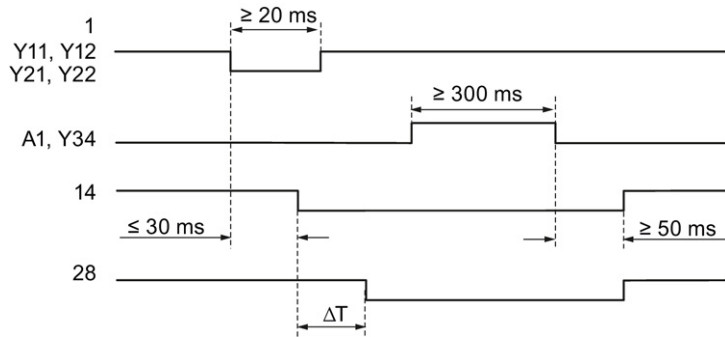 1
≥ 20 ms
Y11, Y12
Y21, Y22
≥ 300 ms
A1, Y34
14
≤ 30 ms
≥ 50 ms
28
ΔT